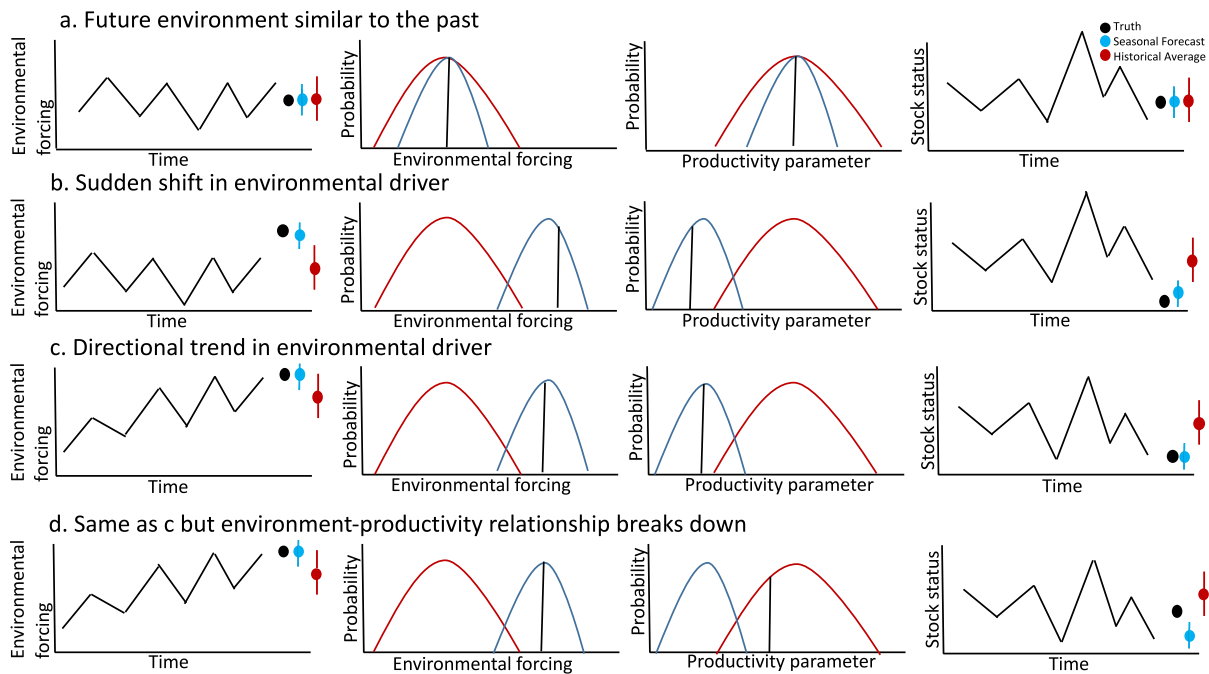 a. Future environment similar to the past
Environmental
forcing
Time
Probability
Environmental forcing
Probability
Productivity parameter
Stock status
Time
Truth
Seasonal Forecast
Historical Average
b. Sudden shift in environmental driver
Environmental
forcing
Time
Probability
Environmental forcing
Probability
Productivity parameter
Stock status
Time
c. Directional trend in environmental driver
Environmental
forcing
Time
Probability
Environmental forcing
Probability
Productivity parameter
Stock status
Time
d. Same as c but environment-productivity relationship breaks down
Environmental
forcing
Time
Probability
Environmental forcing
Probability
Productivity parameter
Stock status
Time